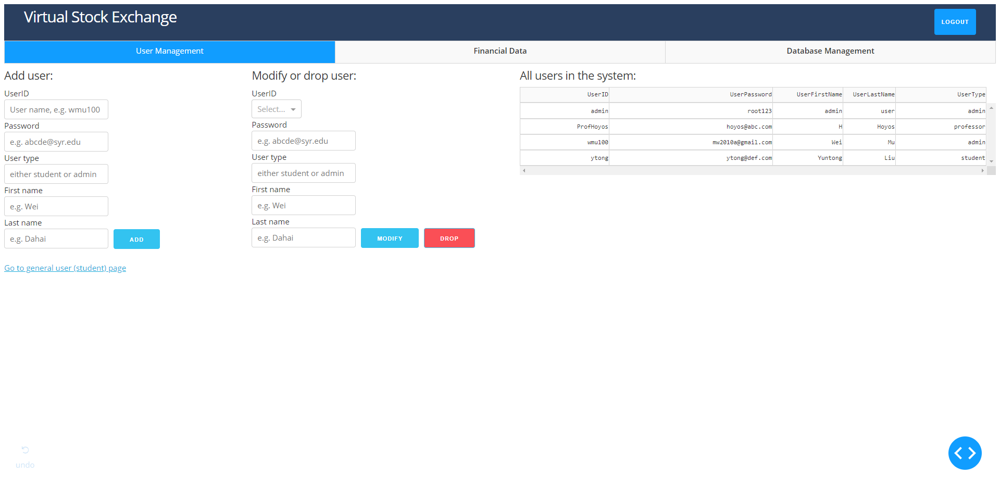 Virtual Stock Exchange
LOGOUT
User Management
Financial Data
Database Management
Add user:
UserID
User name, e.g. wmu100
Password
e.g. abcde@syr.edu
User type
either student or admin
First name
e.g. Wei
Last name
e.g. Dahai
ADD
Go to general user (student) page
Modify or drop user:
UserID
Select...
Password
e.g. abcde@syr.edu
User type
either student or admin
First name
e.g. Wei
Last name
e.g. Dahai
MODIFY
DROP
All users in the system:
UserID UserPassword UserFirstName UserLastName UserType
admin root123 admin user admin
ProfHoyos hoyos@abc.com H Hoyos professor
wmu100 mw2010a@gmail.com Wei Mu admin
ytong ytong@def.com Yuntong Liu student
undo